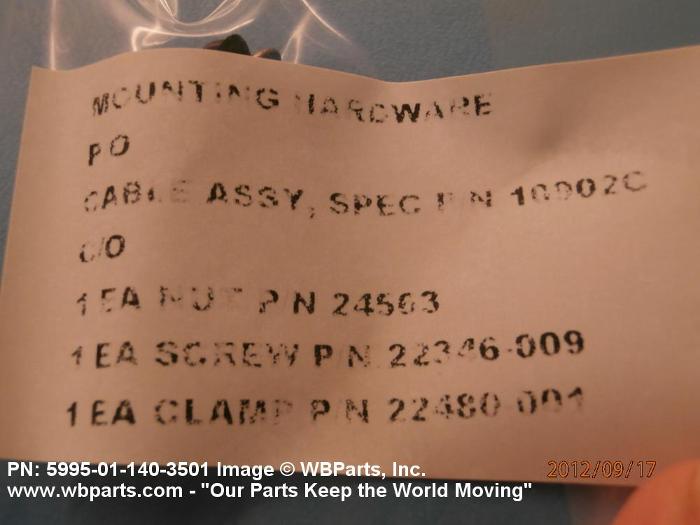 MOUNTING HARDWARE
PO
CABLE ASSY, SPEC P/N 10902C
C/O
1 EA NUT P/N 24503
1 EA SCREW P/N 22346-009
1 EA CLAMP P/N 22480-001
PN: 5995-01-140-3501 Image © WBParts, Inc.
2012/09/17
www.wbparts.com - "Our Parts Keep the World Moving"